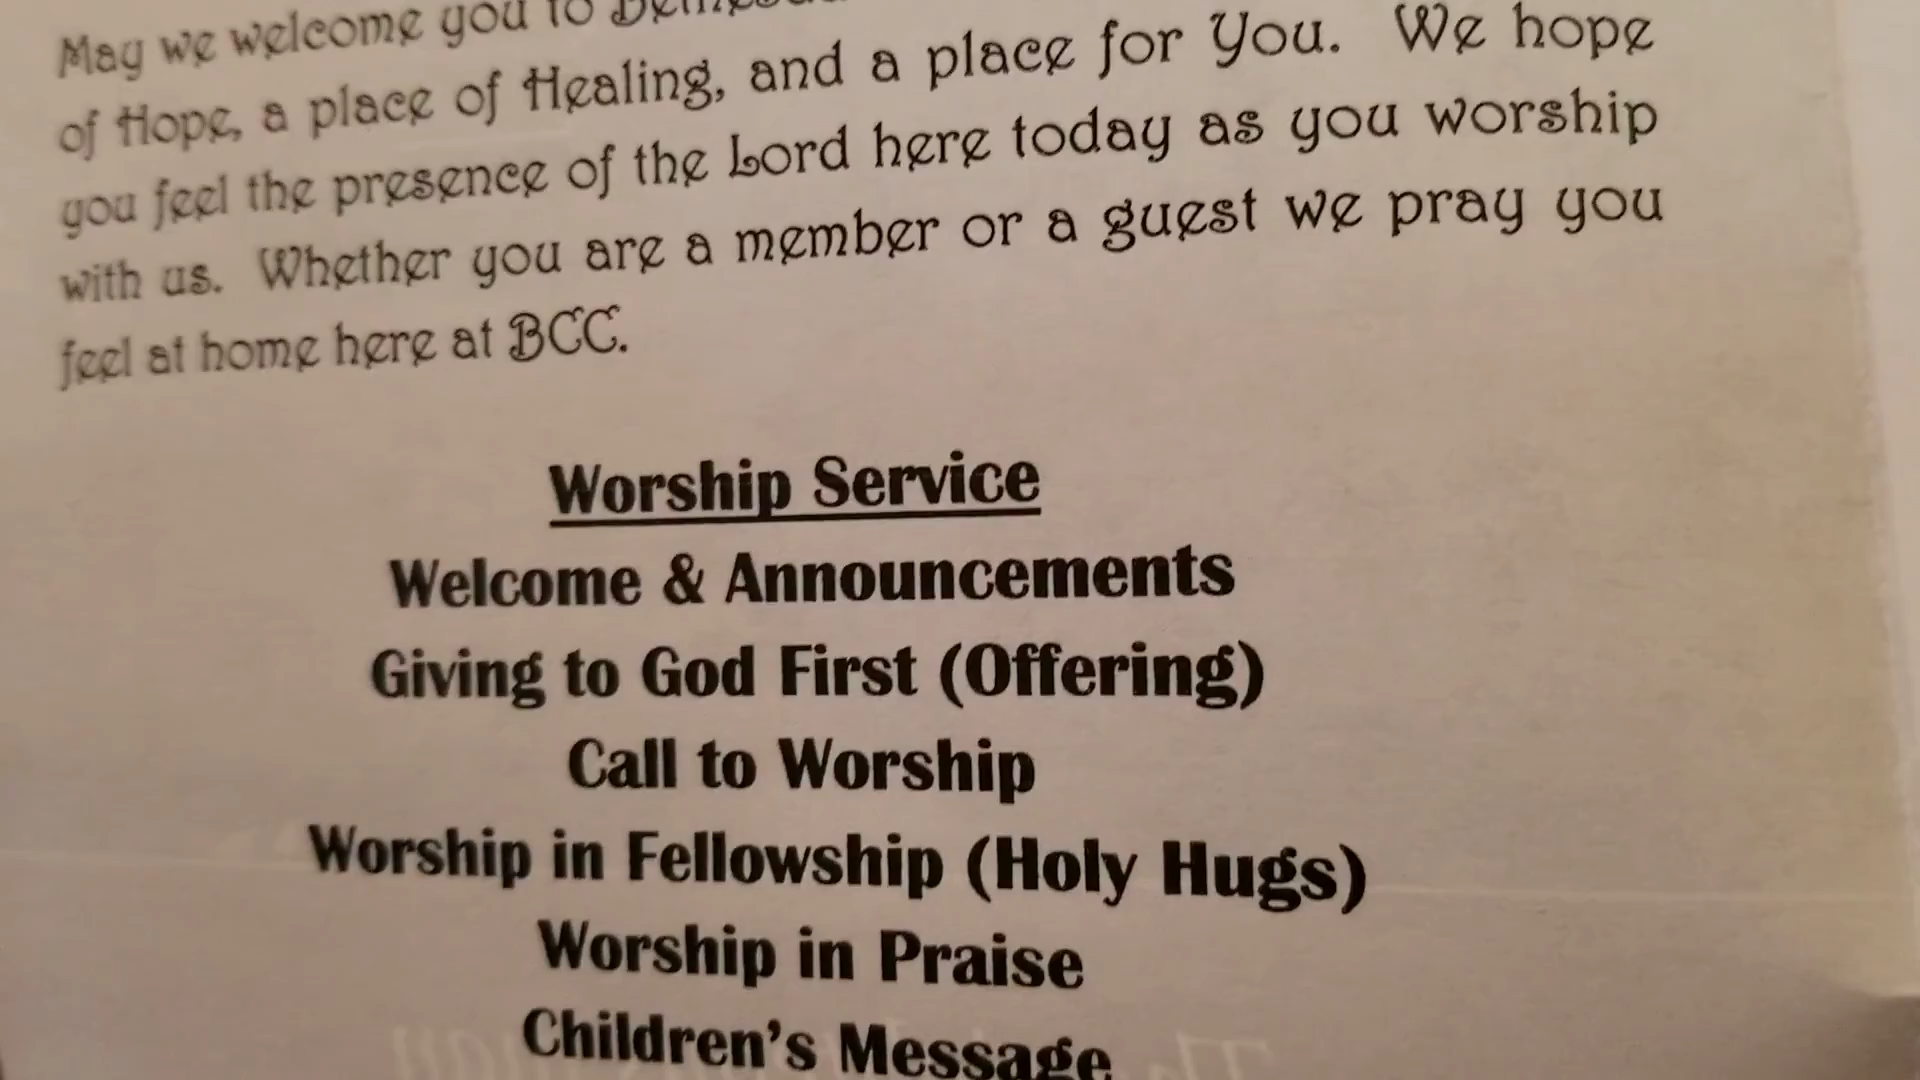 May we welcome you to
of Hope, a place of Healing, and a place for You. We hope
you feel the presence of the Lord here today as you worship
with us. Whether you are a member or a guest we pray you
feel at home here at BCC.
Worship Service
Welcome & Announcements
Giving to God First (Offering)
Call to Worship
Worship in Fellowship (Holy Hugs)
Worship in Praise
Children's Message